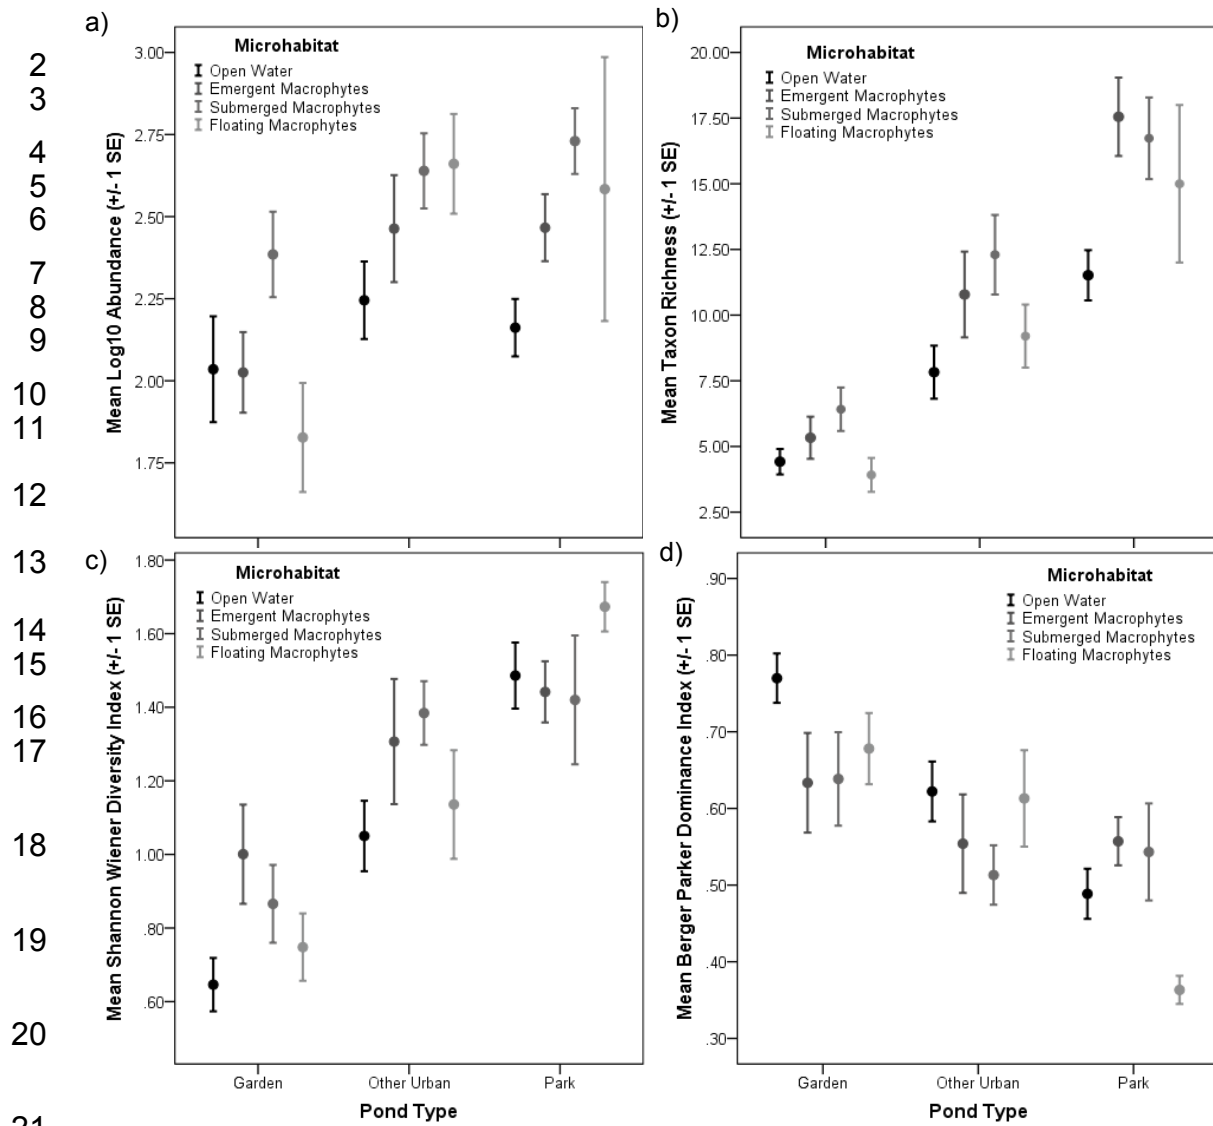 a)
Mean Log10 Abundance (+/- 1 SE)
3.00
2.75
2.50
2.25
2.00
1.75
Microhabitat
Open Water
Emergent Macrophytes
Submerged Macrophytes
Floating Macrophytes
b)
Mean Taxon Richness (+/- 1 SE)
20.00
17.50
15.00
12.50
10.00
7.50
5.00
2.50
Microhabitat
Open Water
Emergent Macrophytes
Submerged Macrophytes
Floating Macrophytes
c)
Mean Shannon Wiener Diversity Index (+/- 1 SE)
1.80
1.60
1.40
1.20
1.00
.80
.60
Microhabitat
Open Water
Emergent Macrophytes
Submerged Macrophytes
Floating Macrophytes
Garden
Other Urban
Park
Pond Type
d)
Mean Berger Parker Dominance Index (+/- 1 SE)
.90
.80
.70
.60
.50
.40
.30
Microhabitat
Open Water
Emergent Macrophytes
Submerged Macrophytes
Floating Macrophytes
Garden
Other Urban
Park
Pond Type
2
3
4
5
6
7
8
9
10
11
12
13
14
15
16
17
18
19
20